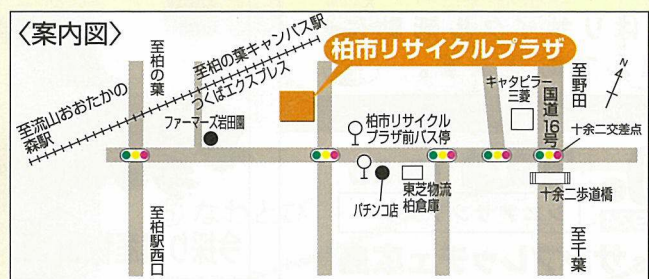 〈案内図〉
至柏の葉
至柏の葉キャンパス駅
つくばエクスプレス
至流山おおたかの
森駅
ファーマーズ岩田園
柏市リサイクルプラザ
柏市リサイクル
プラザ前バス停
キャタピラー
三菱
国道16号
至野田
N
十余二交差点
パチンコ店
東芝物流
柏倉庫
十余二歩道橋
至柏駅西口
至千葉